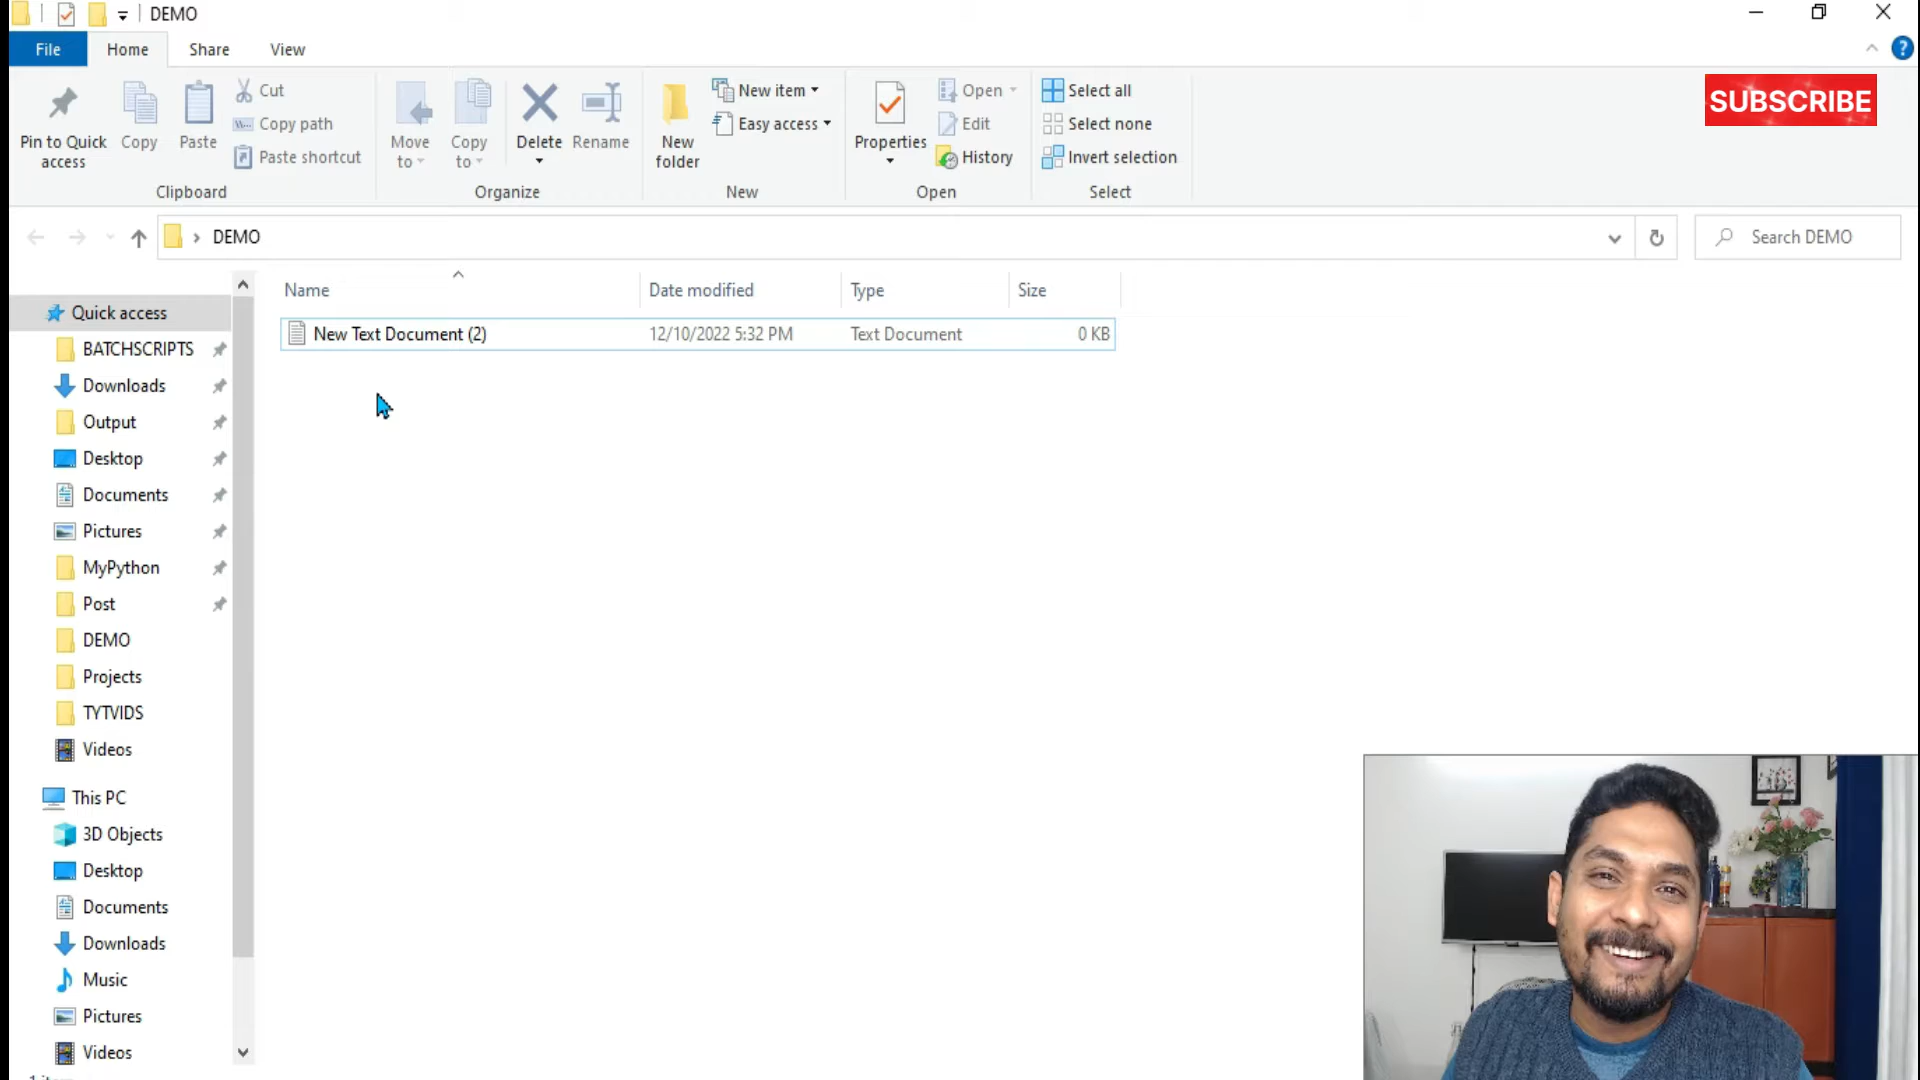 DEMO
File Home Share View
Pin to Quick access
Copy
Paste
Cut
Copy path
Paste shortcut
Clipboard
Move to
Copy to
Delete
Rename
Organize
New folder
New item
Easy access
New
Properties
Open
Edit
History
Open
Select all
Select none
Invert selection
Select
SUBSCRIBE
DEMO
Search DEMO
Name Date modified Type Size
New Text Document (2) 12/10/2022 5:32 PM Text Document 0 KB
Quick access
BATCHSCRIPTS
Downloads
Output
Desktop
Documents
Pictures
MyPython
Post
DEMO
Projects
TYTVIDS
Videos
This PC
3D Objects
Desktop
Documents
Downloads
Music
Pictures
Videos